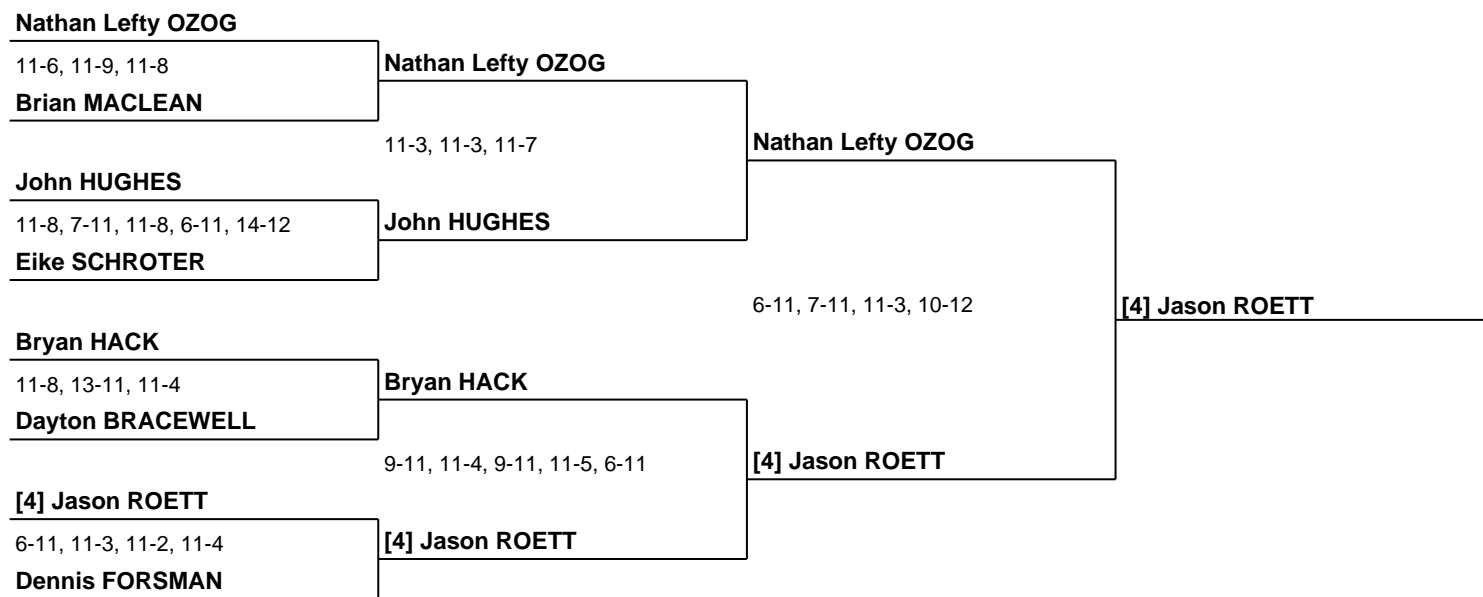 Nathan Lefty OZOG
11-6, 11-9, 11-8
Nathan Lefty OZOG
Brian MACLEAN
11-3, 11-3, 11-7
Nathan Lefty OZOG
John HUGHES
11-8, 7-11, 11-8, 6-11, 14-12
John HUGHES
Eike SCHROTER
6-11, 7-11, 11-3, 10-12
[4] Jason ROETT
Bryan HACK
11-8, 13-11, 11-4
Bryan HACK
Dayton BRACEWELL
9-11, 11-4, 9-11, 11-5, 6-11
[4] Jason ROETT
[4] Jason ROETT
6-11, 11-3, 11-2, 11-4
[4] Jason ROETT
Dennis FORSMAN